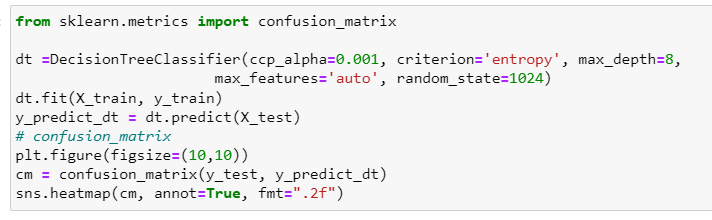 from sklearn.metrics import confusion_matrix
dt =DecisionTreeClassifier(ccp_alpha=0.001, criterion='entropy', max_depth=8,
max_features='auto', random_state=1024)
dt.fit(X_train, y_train)
y_predict_dt = dt.predict(X_test)
# confusion_matrix
plt.figure(figsize=(10,10))
cm = confusion_matrix(y_test, y_predict_dt)
sns.heatmap(cm, annot=True, fmt=".2f")